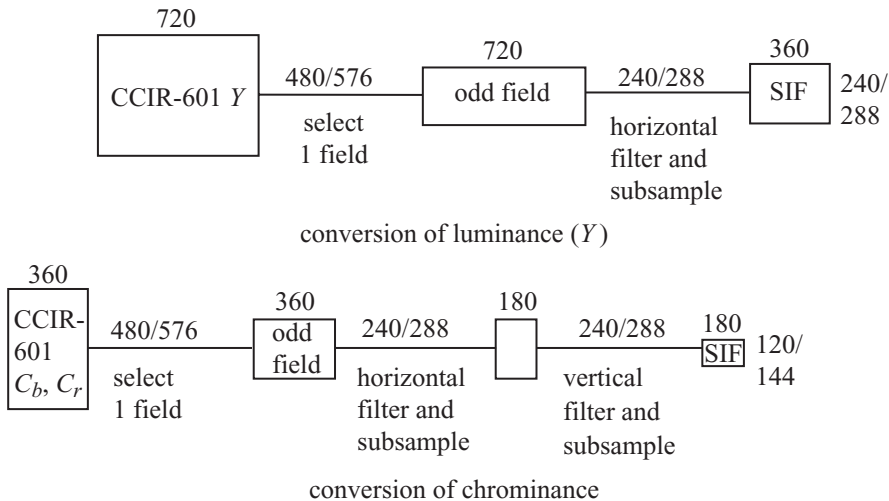 720
CCIR-601 Y
480/576
select
1 field
720
odd field
240/288
horizontal
filter and
subsample
360
SIF
240/
288
conversion of luminance (Y)
360
CCIR-
601
Cb, Cr
480/576
select
1 field
360
odd
field
240/288
horizontal
filter and
subsample
180
240/288
vertical
filter and
subsample
180
SIF
120/
144
conversion of chrominance